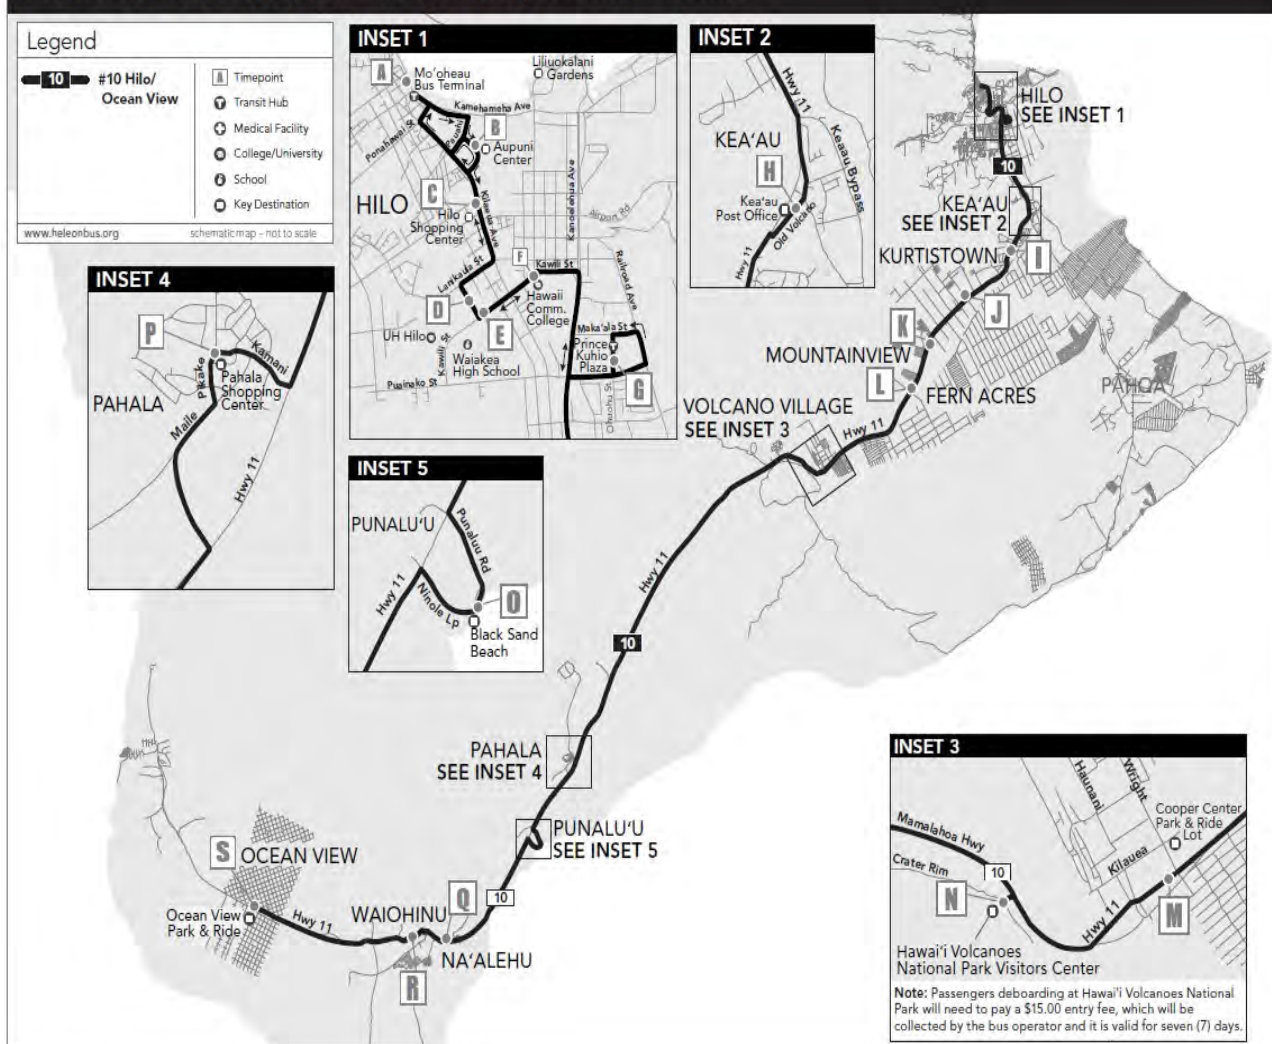 Legend
10
#10 Hilo/
Ocean View
A Timepoint
Transit Hub
Medical Facility
College/University
School
Key Destination
www.heleonbus.org
schematic map - not to scale
INSET 1
A
Mo'oheau
Bus Terminal
Liliuokalani
Gardens
Kamehameha Ave
Ponahawai St
Pauahi
B
Aupuni
Center
C
HILO
Hilo
Shopping
Center
Kilauea Ave
Kanoelehua Ave
Airport Rd
Railroad Ave
Lanikaula St
F
Kawili St
Hawaii
Comm.
College
D
E
UH Hilo
Kawili St
Waiakea
High School
Puainako St
Maka'ala St
Prince
Kuhio
Plaza
G
Ohuohu St
INSET 2
Hwy 11
KEA'AU
H
Keaau Bypass
Kea'au
Post Office
Old Volcano
Hwy 11
HILO
SEE INSET 1
10
KEA'AU
SEE INSET 2
KURTISTOWN
I
J
K
MOUNTAINVIEW
L
FERN ACRES
PAHOA
VOLCANO VILLAGE
SEE INSET 3
Hwy 11
Hwy 11
10
INSET 4
P
Kamani
Pikake
Pahala
Shopping
Center
PAHALA
Maile
Hwy 11
INSET 5
PUNALU'U
Punaluu Rd
Hwy 11
Ninole Lp
O
Black Sand
Beach
PAHALA
SEE INSET 4
PUNALU'U
SEE INSET 5
S
OCEAN VIEW
Ocean View
Park & Ride
Hwy 11
WAIOHINU
Q
10
NA'ALEHU
R
INSET 3
Haunani
Wright
Mamalahoa Hwy
Cooper Center
Park & Ride
Lot
Crater Rim
10
Kilauea
N
M
Hwy 11
Hawai'i Volcanoes
National Park Visitors Center
Note: Passengers deboarding at Hawai'i Volcanoes National
Park will need to pay a $15.00 entry fee, which will be
collected by the bus operator and it is valid for seven (7) days.